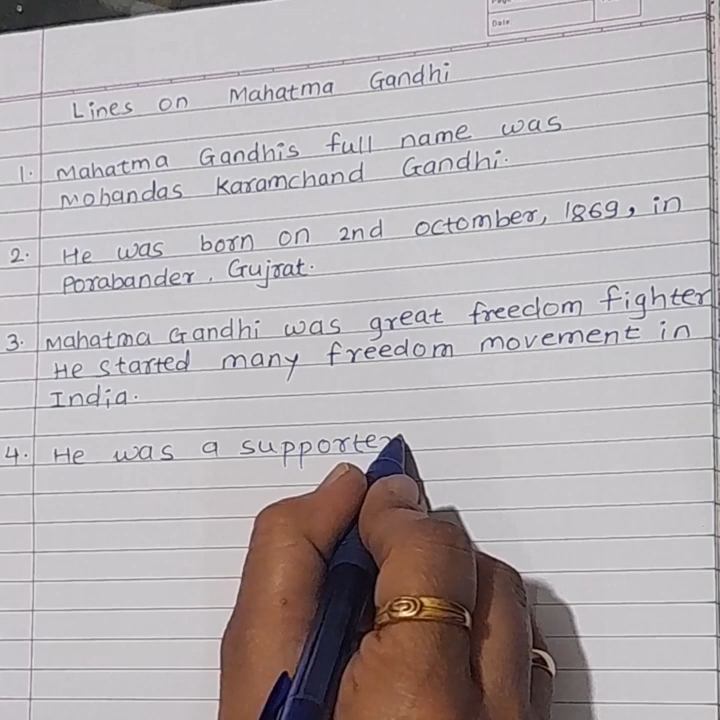 Date
Lines on Mahatma Gandhi
1. Mahatma Gandhis full name was
Mohandas Karamchand Gandhi.
2. He was born on 2nd octomber, 1869, in
Porabander, Gujrat.
3. Mahatma Gandhi was great freedom fighter
He started many freedom movement in
India.
4. He was a supporter